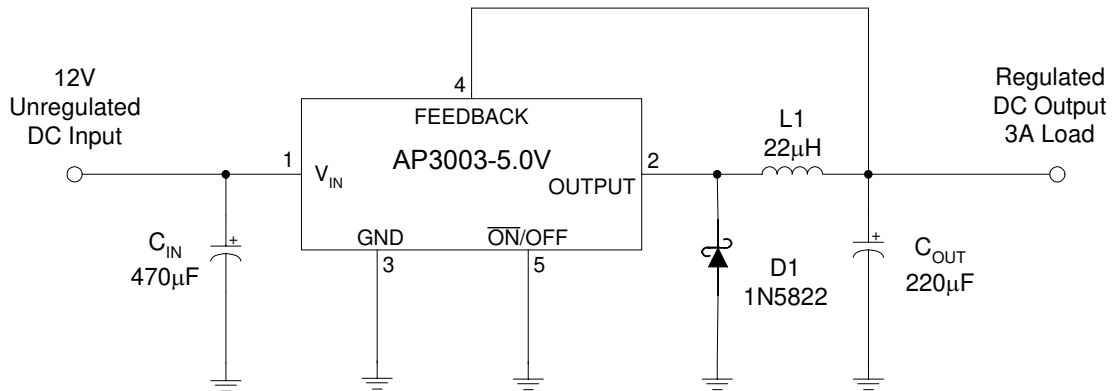 12V
Unregulated
DC Input
4
FEEDBACK
AP3003-5.0V
1
V_IN
2
OUTPUT
GND
O̅N̅/OFF
3
5
C_IN
470μF
L1
22μH
D1
1N5822
Regulated
DC Output
3A Load
+
+
C_OUT
220μF